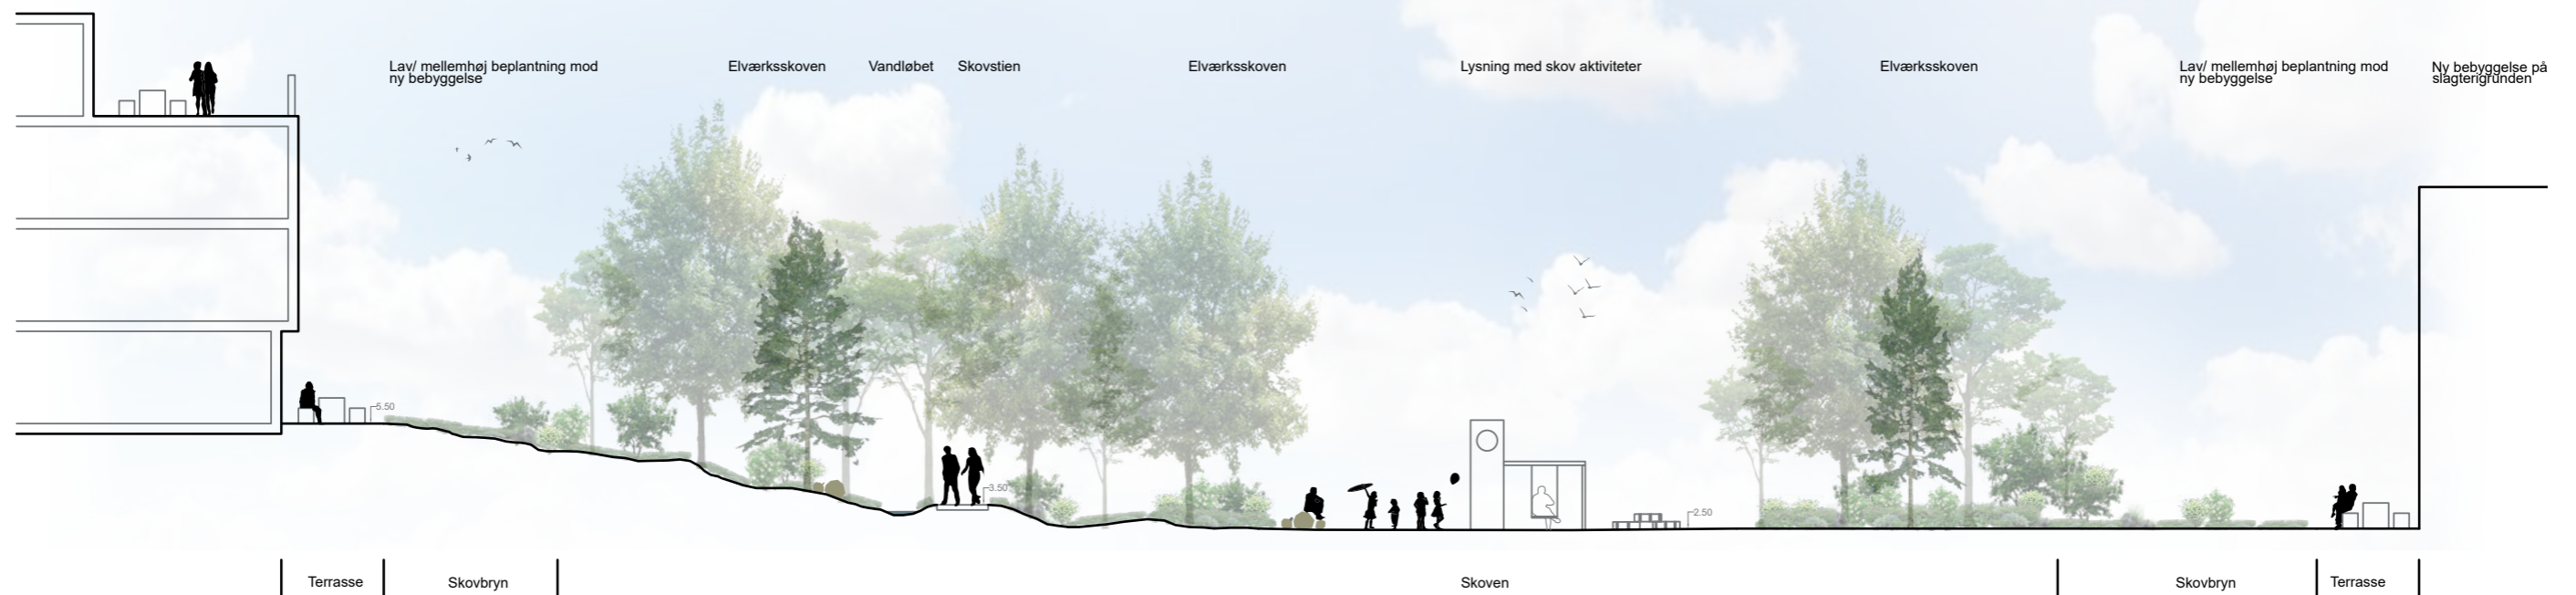 Lav/ mellemhøj beplantning mod
ny bebyggelse
Elværksskoven
Vandløbet
Skovstien
Elværksskoven
Lysning med skov aktiviteter
Elværksskoven
Lav/ mellemhøj beplantning mod
ny bebyggelse
Ny bebyggelse på
slagterigrunden
5.50
3.50
2.50
Terrasse
Skovbryn
Skoven
Skovbryn
Terrasse